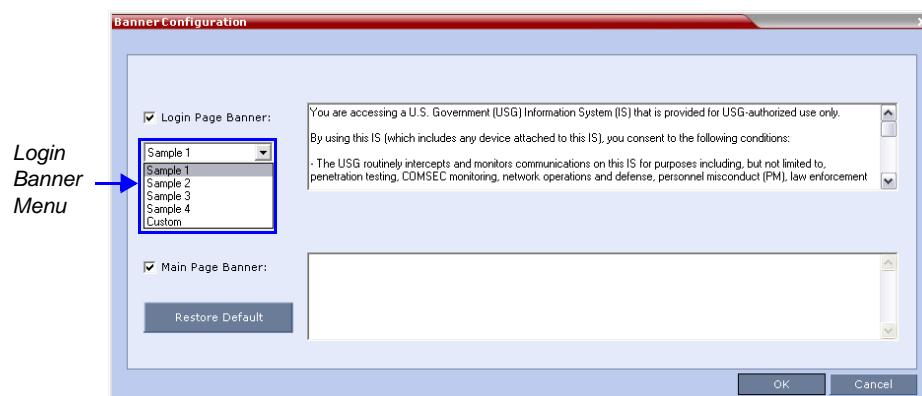 Banner Configuration
x
Login Page Banner:
You are accessing a U.S. Government (USG) Information System (IS) that is provided for USG-authorized use only.
By using this IS (which includes any device attached to this IS), you consent to the following conditions:
- The USG routinely intercepts and monitors communications on this IS for purposes including, but not limited to,
penetration testing, COMSEC monitoring, network operations and defense, personnel misconduct (PM), law enforcement
Login
Banner
Menu
Sample 1
Sample 1
Sample 2
Sample 3
Sample 4
Custom
Main Page Banner:
Restore Default
OK
Cancel